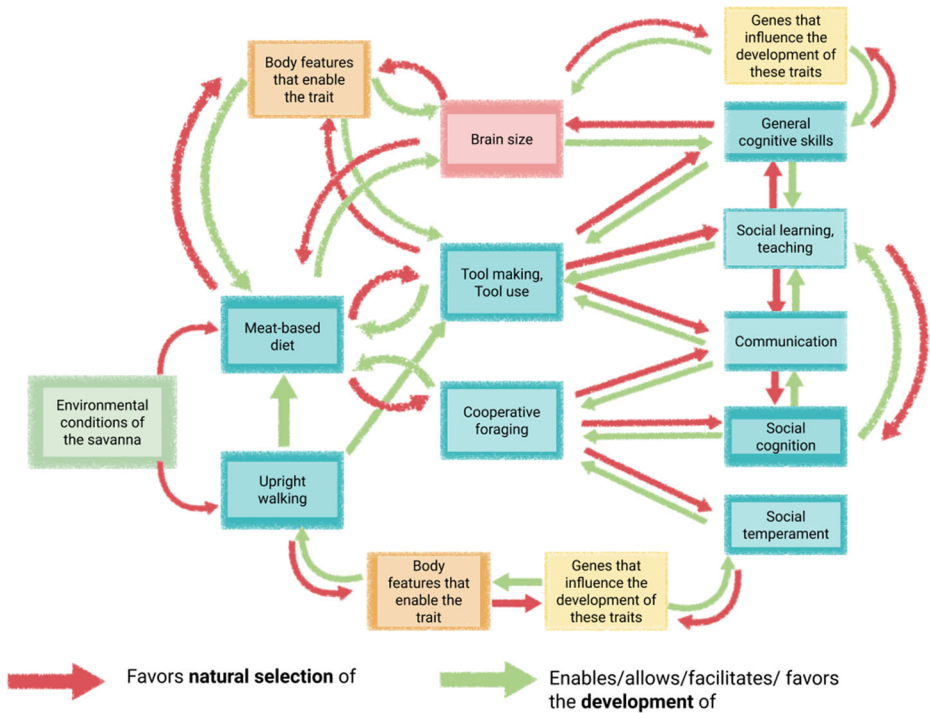 Genes that
influence the
development of
these traits
Body features
that enable
the trait
Brain size
General
cognitive skills
Social learning,
teaching
Tool making,
Tool use
Meat-based
diet
Communication
Environmental
conditions of
the savanna
Cooperative
foraging
Social
cognition
Upright
walking
Social
temperament
Body
features that
enable the
trait
Genes that
influence the
development of
these traits
Favors natural selection of
Enables/allows/facilitates/ favors
the development of